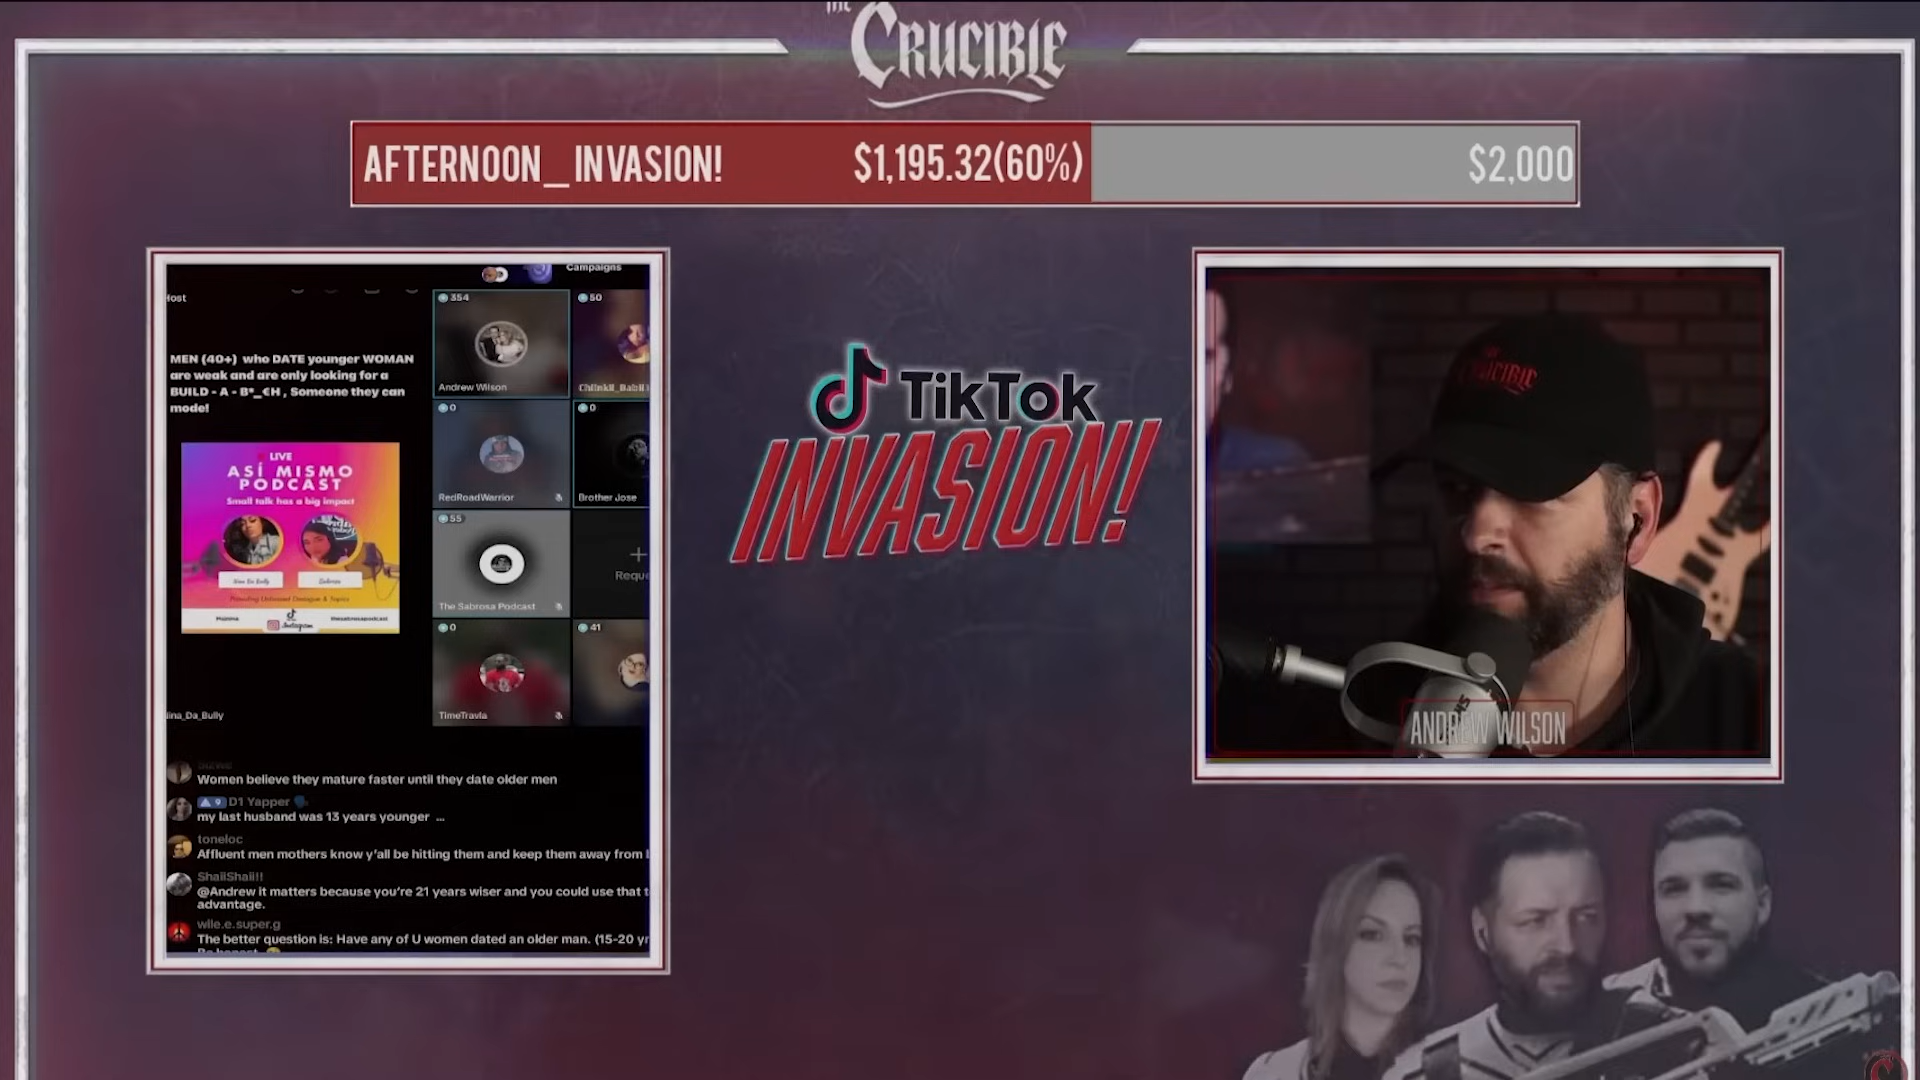 THE
CRUCIBLE
AFTERNOON_INVASION! $1,195.32(60%) $2,000
Campaigns
Host
MEN (40+) who DATE younger WOMAN
are weak and are only looking for a
BUILD - A - B*_€H , Someone they can
mode!
LIVE
ASÍ MISMO
PODCAST
Small talk has a big impact
Instagram
ina_Da_Bully
354
Andrew Wilson
50
0
RedRoadWarrior
0
Brother Jose
55
The Sabrosa Podcast
+
Reque
0
TimeTravla
41
Women believe they mature faster until they date older men
9 D1 Yapper
my last husband was 13 years younger ...
toneloc
Affluent men mothers know y'all be hitting them and keep them away from
ShaiiShaii!!
@Andrew it matters because you're 21 years wiser and you could use that t
advantage.
wile.e.super.g
The better question is: Have any of U women dated an older man. (15-20 yr
Be honest
TikTok
INVASION!
CRUCIBLE
ANDREW WILSON